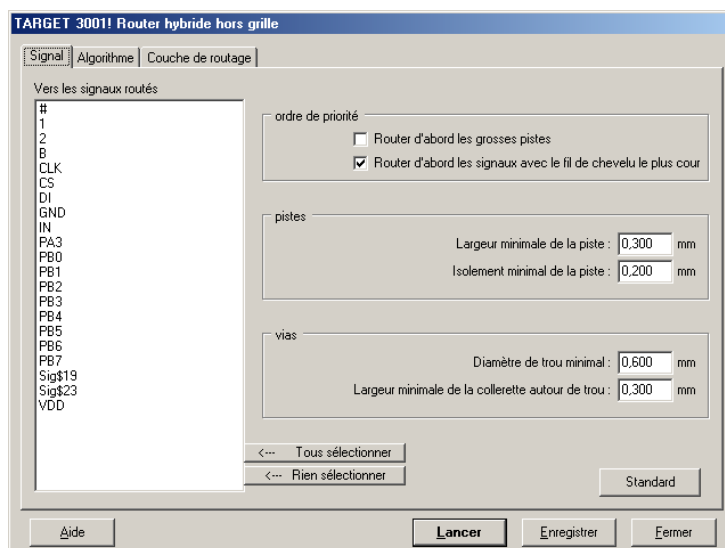 TARGET 3001! Router hybride hors grille
Signal Algorithme Couche de routage
Vers les signaux routés
#
1
2
B
CLK
CS
DI
GND
IN
PA3
PB0
PB1
PB2
PB3
PB4
PB5
PB6
PB7
Sig$19
Sig$23
VDD
ordre de priorité
Router d'abord les grosses pistes
Router d'abord les signaux avec le fil de chevelu le plus cour
pistes
Largeur minimale de la piste : 0,300 mm
Isolement minimal de la piste : 0,200 mm
vias
Diamètre de trou minimal : 0,600 mm
Largeur minimale de la collerette autour de trou : 0,300 mm
<--- Tous sélectionner
<--- Rien sélectionner
Standard
Aide Lancer Enregistrer Fermer